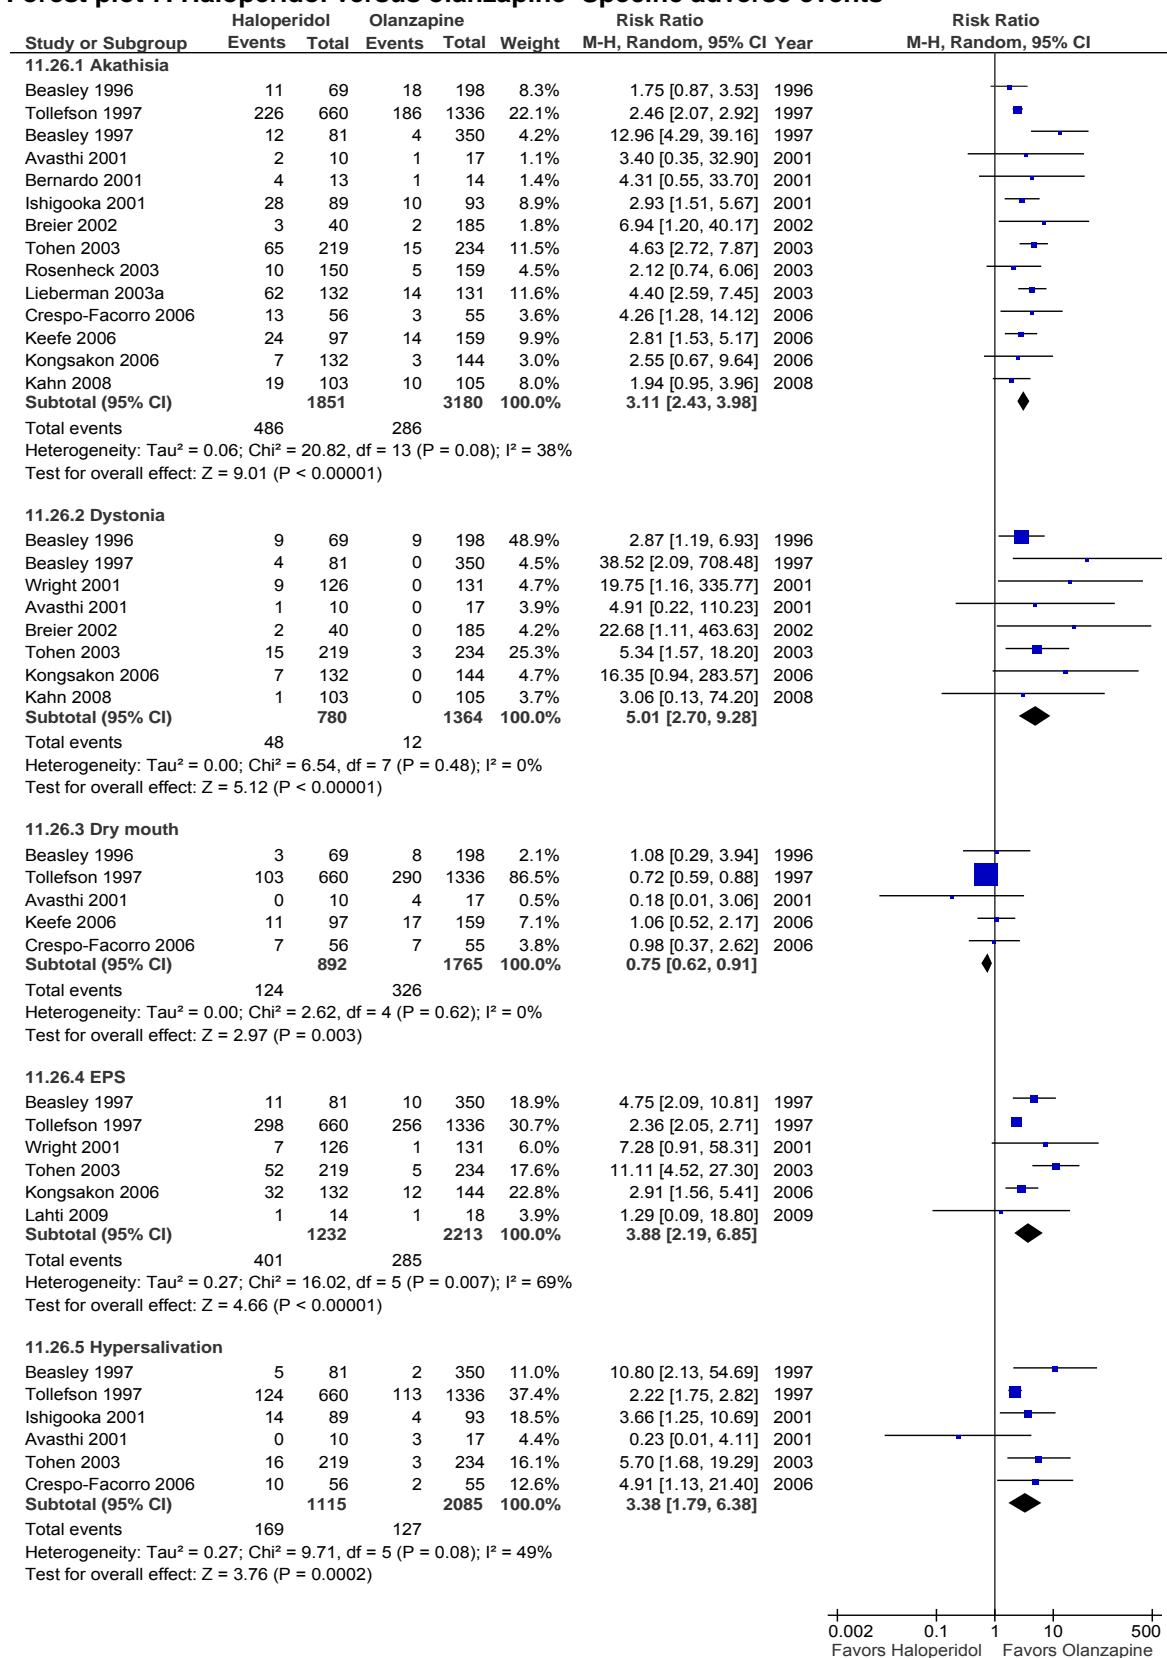 Haloperidol Olanzapine Risk Ratio Risk Ratio
Study or Subgroup Events Total Events Total Weight M-H, Random, 95% CI Year M-H, Random, 95% CI
11.26.1 Akathisia
Beasley 1996 11 69 18 198 8.3% 1.75 [0.87, 3.53] 1996
Tollefson 1997 226 660 186 1336 22.1% 2.46 [2.07, 2.92] 1997
Beasley 1997 12 81 4 350 4.2% 12.96 [4.29, 39.16] 1997
Avasthi 2001 2 10 1 17 1.1% 3.40 [0.35, 32.90] 2001
Bernardo 2001 4 13 1 14 1.4% 4.31 [0.55, 33.70] 2001
Ishigooka 2001 28 89 10 93 8.9% 2.93 [1.51, 5.67] 2001
Breier 2002 3 40 2 185 1.8% 6.94 [1.20, 40.17] 2002
Tohen 2003 65 219 15 234 11.5% 4.63 [2.72, 7.87] 2003
Rosenheck 2003 10 150 5 159 4.5% 2.12 [0.74, 6.06] 2003
Lieberman 2003a 62 132 14 131 11.6% 4.40 [2.59, 7.45] 2003
Crespo-Facorro 2006 13 56 3 55 3.6% 4.26 [1.28, 14.12] 2006
Keefe 2006 24 97 14 159 9.9% 2.81 [1.53, 5.17] 2006
Kongsakon 2006 7 132 3 144 3.0% 2.55 [0.67, 9.64] 2006
Kahn 2008 19 103 10 105 8.0% 1.94 [0.95, 3.96] 2008
Subtotal (95% CI) 1851 3180 100.0% 3.11 [2.43, 3.98]
Total events 486 286
Heterogeneity: Tau² = 0.06; Chi² = 20.82, df = 13 (P = 0.08); I² = 38%
Test for overall effect: Z = 9.01 (P < 0.00001)
11.26.2 Dystonia
Beasley 1996 9 69 9 198 48.9% 2.87 [1.19, 6.93] 1996
Beasley 1997 4 81 0 350 4.5% 38.52 [2.09, 708.48] 1997
Wright 2001 9 126 0 131 4.7% 19.75 [1.16, 335.77] 2001
Avasthi 2001 1 10 0 17 3.9% 4.91 [0.22, 110.23] 2001
Breier 2002 2 40 0 185 4.2% 22.68 [1.11, 463.63] 2002
Tohen 2003 15 219 3 234 25.3% 5.34 [1.57, 18.20] 2003
Kongsakon 2006 7 132 0 144 4.7% 16.35 [0.94, 283.57] 2006
Kahn 2008 1 103 0 105 3.7% 3.06 [0.13, 74.20] 2008
Subtotal (95% CI) 780 1364 100.0% 5.01 [2.70, 9.28]
Total events 48 12
Heterogeneity: Tau² = 0.00; Chi² = 6.54, df = 7 (P = 0.48); I² = 0%
Test for overall effect: Z = 5.12 (P < 0.00001)
11.26.3 Dry mouth
Beasley 1996 3 69 8 198 2.1% 1.08 [0.29, 3.94] 1996
Tollefson 1997 103 660 290 1336 86.5% 0.72 [0.59, 0.88] 1997
Avasthi 2001 0 10 4 17 0.5% 0.18 [0.01, 3.06] 2001
Keefe 2006 11 97 17 159 7.1% 1.06 [0.52, 2.17] 2006
Crespo-Facorro 2006 7 56 7 55 3.8% 0.98 [0.37, 2.62] 2006
Subtotal (95% CI) 892 1765 100.0% 0.75 [0.62, 0.91]
Total events 124 326
Heterogeneity: Tau² = 0.00; Chi² = 2.62, df = 4 (P = 0.62); I² = 0%
Test for overall effect: Z = 2.97 (P = 0.003)
11.26.4 EPS
Beasley 1997 11 81 10 350 18.9% 4.75 [2.09, 10.81] 1997
Tollefson 1997 298 660 256 1336 30.7% 2.36 [2.05, 2.71] 1997
Wright 2001 7 126 1 131 6.0% 7.28 [0.91, 58.31] 2001
Tohen 2003 52 219 5 234 17.6% 11.11 [4.52, 27.30] 2003
Kongsakon 2006 32 132 12 144 22.8% 2.91 [1.56, 5.41] 2006
Lahti 2009 1 14 1 18 3.9% 1.29 [0.09, 18.80] 2009
Subtotal (95% CI) 1232 2213 100.0% 3.88 [2.19, 6.85]
Total events 401 285
Heterogeneity: Tau² = 0.27; Chi² = 16.02, df = 5 (P = 0.007); I² = 69%
Test for overall effect: Z = 4.66 (P < 0.00001)
11.26.5 Hypersalivation
Beasley 1997 5 81 2 350 11.0% 10.80 [2.13, 54.69] 1997
Tollefson 1997 124 660 113 1336 37.4% 2.22 [1.75, 2.82] 1997
Ishigooka 2001 14 89 4 93 18.5% 3.66 [1.25, 10.69] 2001
Avasthi 2001 0 10 3 17 4.4% 0.23 [0.01, 4.11] 2001
Tohen 2003 16 219 3 234 16.1% 5.70 [1.68, 19.29] 2003
Crespo-Facorro 2006 10 56 2 55 12.6% 4.91 [1.13, 21.40] 2006
Subtotal (95% CI) 1115 2085 100.0% 3.38 [1.79, 6.38]
Total events 169 127
Heterogeneity: Tau² = 0.27; Chi² = 9.71, df = 5 (P = 0.08); I² = 49%
Test for overall effect: Z = 3.76 (P = 0.0002)
0.002 0.1 1 10 500
Favors Haloperidol Favors Olanzapine